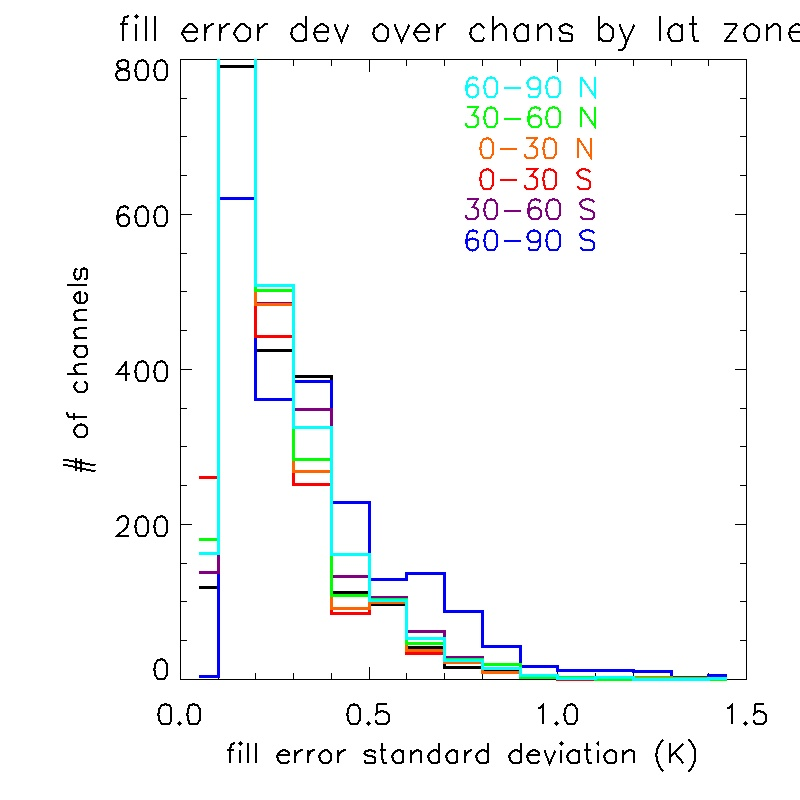 fill error dev over chans by lat zone
800
60-90 N
30-60 N
0-30 N
0-30 S
30-60 S
60-90 S
600
400
200
0
# of channels
0.0 0.5 1.0 1.5
fill error standard deviation (K)